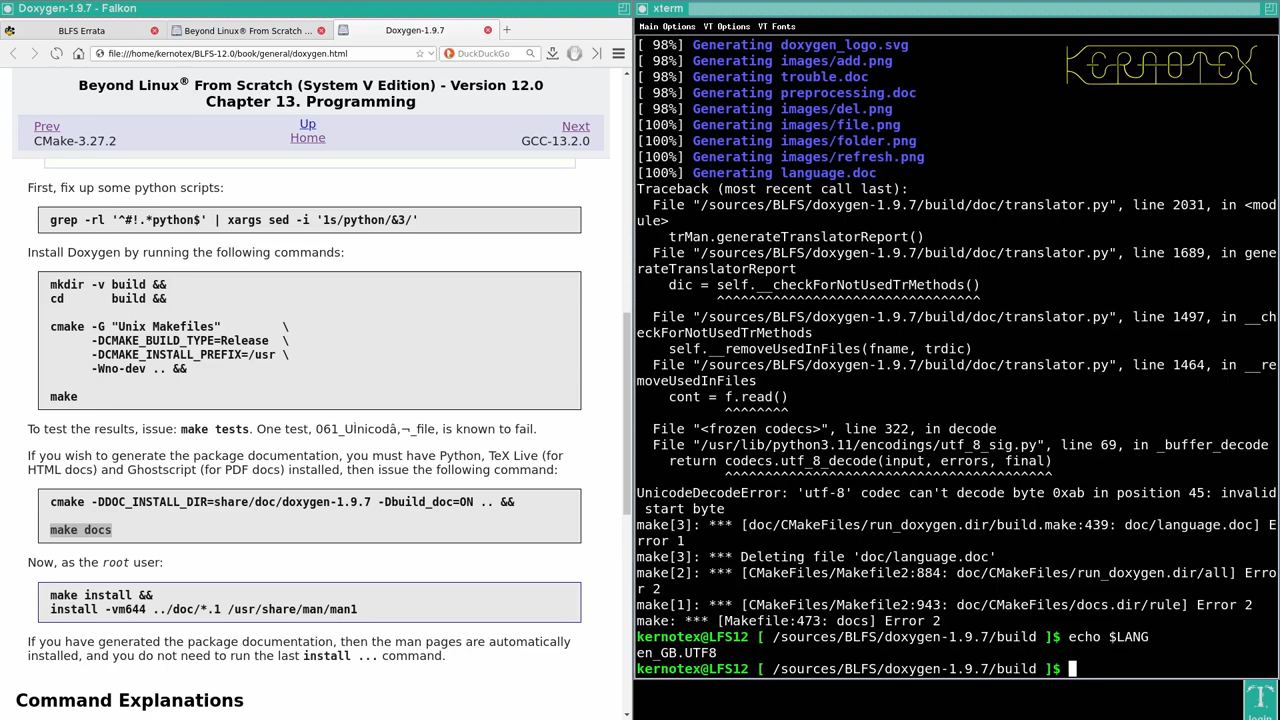 Doxygen-1.9.7 - Falkon
BLFS Errata
Beyond Linux® From Scratch ...
Doxygen-1.9.7
file:///home/kernotex/BLFS-12.0/book/general/doxygen.html
DuckDuckGo
Beyond Linux® From Scratch (System V Edition) - Version 12.0
Chapter 13. Programming
Prev
Up
Next
CMake-3.27.2
Home
GCC-13.2.0
First, fix up some python scripts:
grep -rl '^#!.*python$' | xargs sed -i '1s/python/&3/'
Install Doxygen by running the following commands:
mkdir -v build &&
cd build &&
cmake -G "Unix Makefiles" \
-DCMAKE_BUILD_TYPE=Release \
-DCMAKE_INSTALL_PREFIX=/usr \
-Wno-dev .. &&
make
To test the results, issue: make tests. One test, 061_Uİnicodâ,¬_file, is known to fail.
If you wish to generate the package documentation, you must have Python, TeX Live (for
HTML docs) and Ghostscript (for PDF docs) installed, then issue the following command:
cmake -DDOC_INSTALL_DIR=share/doc/doxygen-1.9.7 -Dbuild_doc=ON .. &&
make docs
Now, as the root user:
make install &&
install -vm644 ../doc/*.1 /usr/share/man/man1
If you have generated the package documentation, then the man pages are automatically
installed, and you do not need to run the last install ... command.
Command Explanations
xterm
Main Options VT Options VT Fonts
KERNOTEX
[ 98%] Generating doxygen_logo.svg
[ 98%] Generating images/add.png
[ 98%] Generating trouble.doc
[ 98%] Generating preprocessing.doc
[ 98%] Generating images/del.png
[100%] Generating images/file.png
[100%] Generating images/folder.png
[100%] Generating images/refresh.png
[100%] Generating language.doc
Traceback (most recent call last):
File "/sources/BLFS/doxygen-1.9.7/build/doc/translator.py", line 2031, in <mod
ule>
trMan.generateTranslatorReport()
File "/sources/BLFS/doxygen-1.9.7/build/doc/translator.py", line 1689, in gene
rateTranslatorReport
dic = self.__checkForNotUsedTrMethods()
^^^^^^^^^^^^^^^^^^^^^^^^^^^^^^^^^
File "/sources/BLFS/doxygen-1.9.7/build/doc/translator.py", line 1497, in __ch
eckForNotUsedTrMethods
self.__removeUsedInFiles(fname, trdic)
File "/sources/BLFS/doxygen-1.9.7/build/doc/translator.py", line 1464, in __re
moveUsedInFiles
cont = f.read()
^^^^^^^^
File "<frozen codecs>", line 322, in decode
File "/usr/lib/python3.11/encodings/utf_8_sig.py", line 69, in _buffer_decode
return codecs.utf_8_decode(input, errors, final)
^^^^^^^^^^^^^^^^^^^^^^^^^^^^^^^^^^^^^^^^^
UnicodeDecodeError: 'utf-8' codec can't decode byte 0xab in position 45: invalid
start byte
make[3]: *** [doc/CMakeFiles/run_doxygen.dir/build.make:439: doc/language.doc] E
rror 1
make[3]: *** Deleting file 'doc/language.doc'
make[2]: *** [CMakeFiles/Makefile2:884: doc/CMakeFiles/run_doxygen.dir/all] Erro
r 2
make[1]: *** [CMakeFiles/Makefile2:943: doc/CMakeFiles/docs.dir/rule] Error 2
make: *** [Makefile:473: docs] Error 2
kernotex@LFS12 [ /sources/BLFS/doxygen-1.9.7/build ]$ echo $LANG
en_GB.UTF8
kernotex@LFS12 [ /sources/BLFS/doxygen-1.9.7/build ]$
login